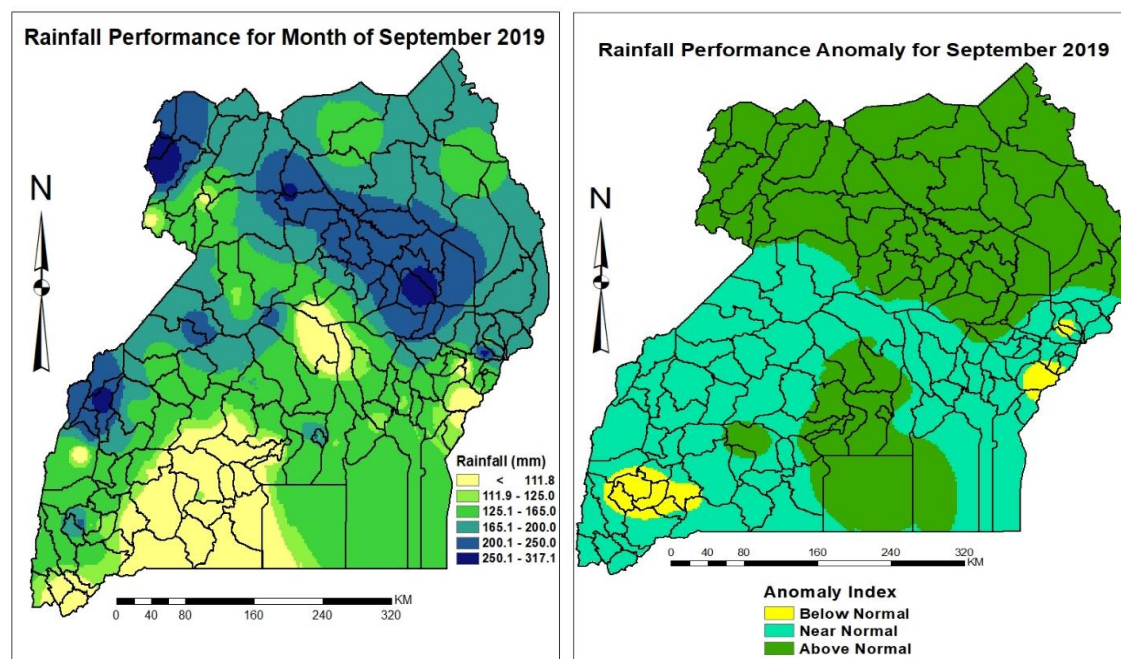 Rainfall Performance for Month of September 2019
N
Rainfall (mm)
< 111.8
111.9 - 125.0
125.1 - 165.0
165.1 - 200.0
200.1 - 250.0
250.1 - 317.1
KM
0 40 80 160 240 320
Rainfall Performance Anomaly for September 2019
N
KM
0 40 80 160 240 320
Anomaly Index
Below Normal
Near Normal
Above Normal